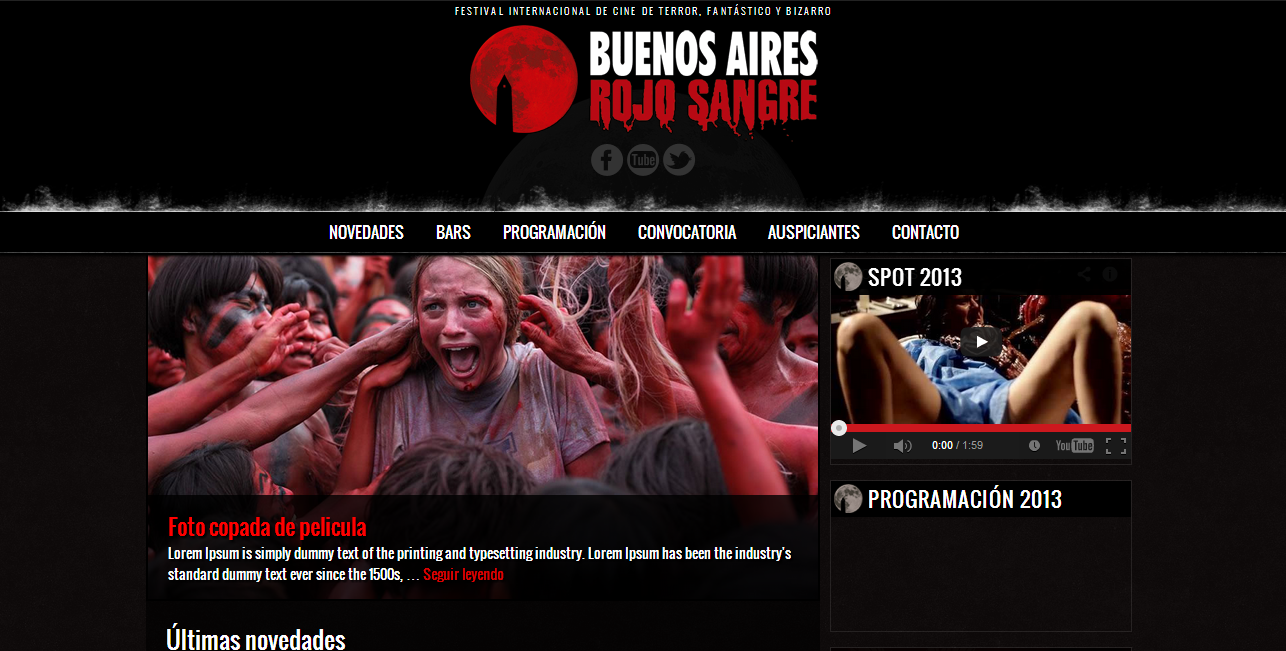 FESTIVAL INTERNACIONAL DE CINE DE TERROR, FANTÁSTICO Y BIZARRO
BUENOS AIRES
ROJO SANGRE
f Tube
NOVEDADES BARS PROGRAMACIÓN CONVOCATORIA AUSPICIANTES CONTACTO
SPOT 2013
0:00 / 1:59 YouTube
PROGRAMACIÓN 2013
Foto copada de pelicula
Lorem Ipsum is simply dummy text of the printing and typesetting industry. Lorem Ipsum has been the industry's
standard dummy text ever since the 1500s, … Seguir leyendo
Últimas novedades